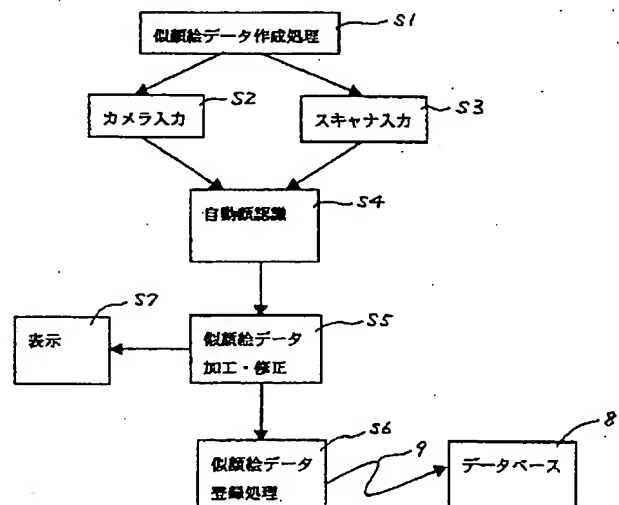 似顔絵データ作成処理
S1
カメラ入力
S2
スキャナ入力
S3
自動顔認識
S4
表示
S7
似顔絵データ
加工・修正
S5
似顔絵データ
登録処理
S6
9
データベース
8